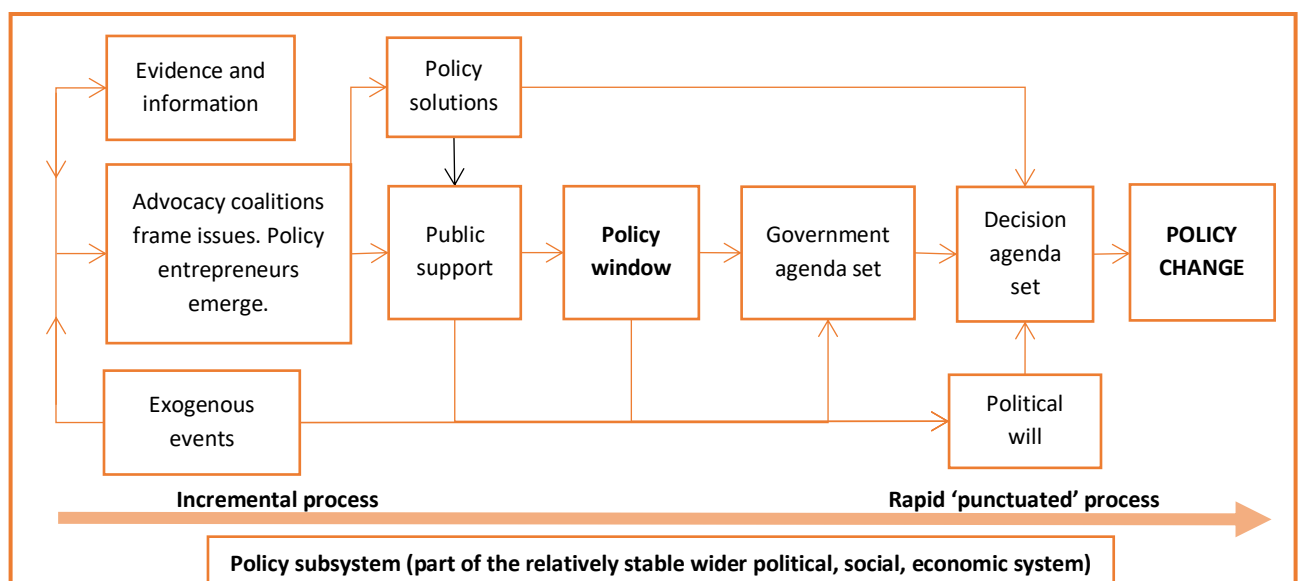 Evidence and
information
Policy
solutions
Advocacy coalitions
frame issues. Policy
entrepreneurs
emerge.
Public
support
Policy
window
Government
agenda set
Decision
agenda
set
POLICY
CHANGE
Exogenous
events
Political
will
Incremental process
Rapid ‘punctuated’ process
Policy subsystem (part of the relatively stable wider political, social, economic system)